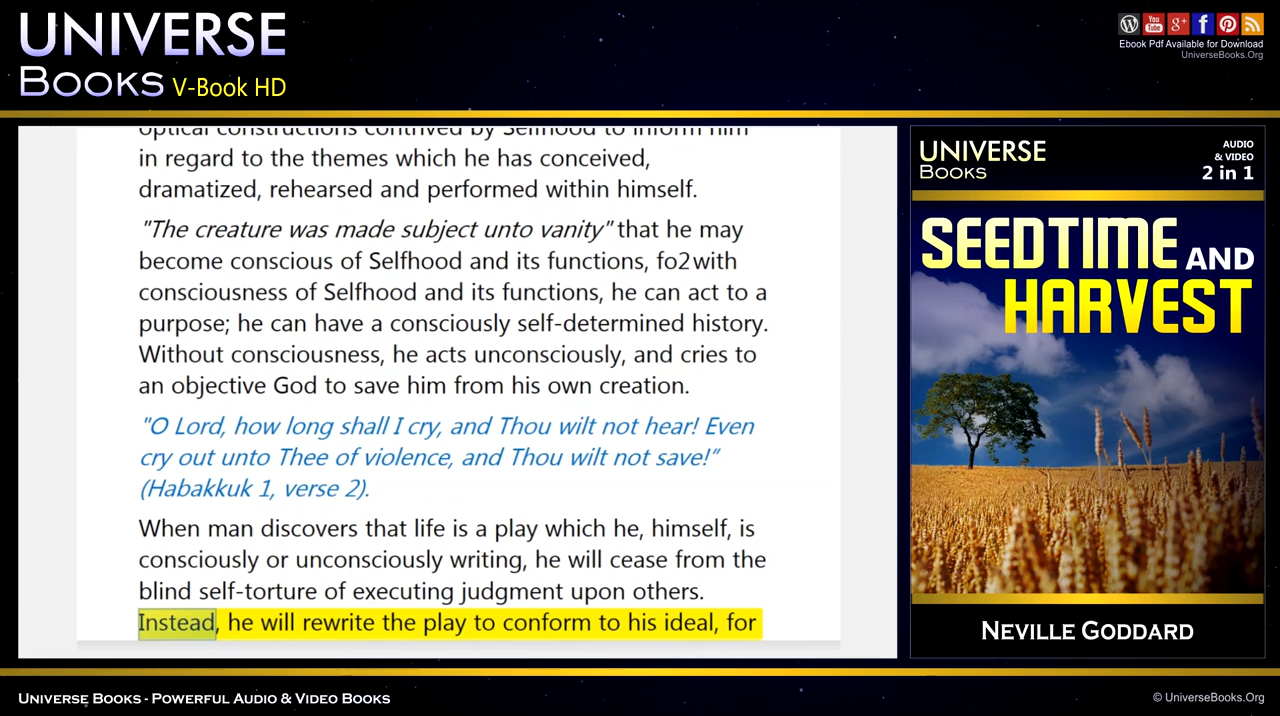 UNIVERSE
BOOKS V-Book HD
Ebook Pdf Available for Download
UniverseBooks.Org
optical constructions contrived by Selfhood to inform him
in regard to the themes which he has conceived,
dramatized, rehearsed and performed within himself.
"The creature was made subject unto vanity" that he may
become conscious of Selfhood and its functions, fo2with
consciousness of Selfhood and its functions, he can act to a
purpose; he can have a consciously self-determined history.
Without consciousness, he acts unconsciously, and cries to
an objective God to save him from his own creation.
"O Lord, how long shall I cry, and Thou wilt not hear! Even
cry out unto Thee of violence, and Thou wilt not save!”
(Habakkuk 1, verse 2).
When man discovers that life is a play which he, himself, is
consciously or unconsciously writing, he will cease from the
blind self-torture of executing judgment upon others.
Instead, he will rewrite the play to conform to his ideal, for
UNIVERSE
BOOKS
AUDIO
& VIDEO
2 in 1
SEEDTIME AND
HARVEST
NEVILLE GODDARD
UNIVERSE BOOKS - POWERFUL AUDIO & VIDEO BOOKS
© UniverseBooks.Org